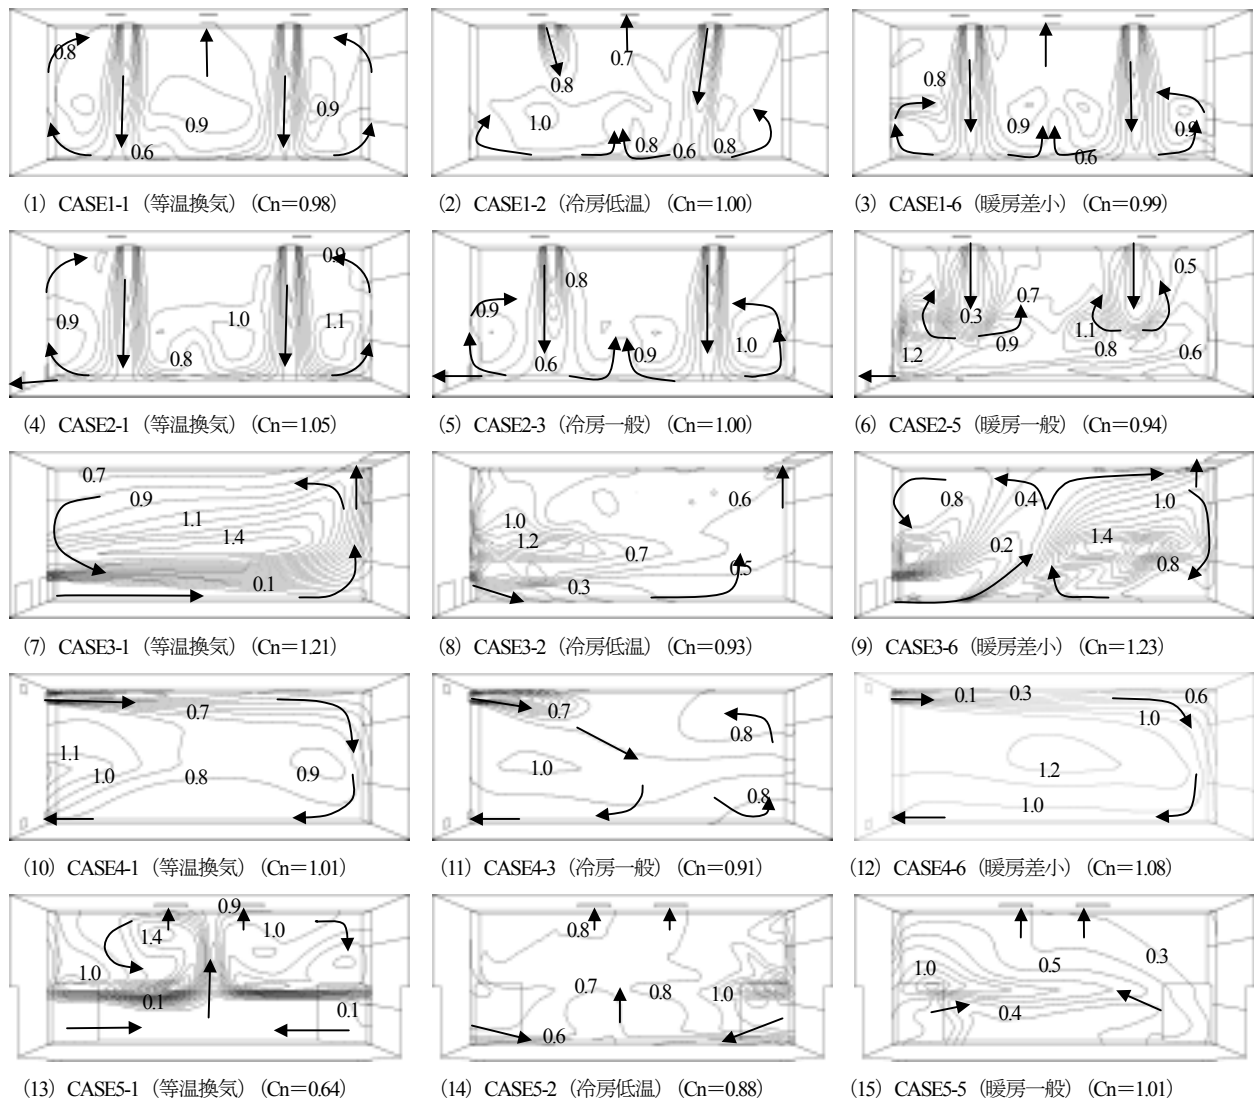 0.8 0.9 0.9 0.6
0.7 0.8 1.0 0.8 0.6 0.8
0.8 0.9 0.9 0.6
(1) CASE1-1（等温換気）（Cn＝0.98）
(2) CASE1-2（冷房低温）（Cn＝1.00）
(3) CASE1-6（暖房差小）（Cn＝0.99）
0.9 0.9 1.0 1.1 0.8
0.8 0.9 0.6 0.9 1.0
0.5 0.7 0.3 1.1 0.9 0.8 1.2 0.6
(4) CASE2-1（等温換気）（Cn＝1.05）
(5) CASE2-3（冷房一般）（Cn＝1.00）
(6) CASE2-5（暖房一般）（Cn＝0.94）
0.7 0.9 1.1 1.4 0.1
0.6 1.0 1.2 0.7 0.5 0.3
0.8 0.4 1.0 0.2 1.4 0.8
(7) CASE3-1（等温換気）（Cn＝1.21）
(8) CASE3-2（冷房低温）（Cn＝0.93）
(9) CASE3-6（暖房差小）（Cn＝1.23）
0.7 1.1 1.0 0.8 0.9
0.7 0.8 1.0 0.8
0.1 0.3 0.6 1.0 1.2 1.0
(10) CASE4-1（等温換気）（Cn＝1.01）
(11) CASE4-3（冷房一般）（Cn＝0.91）
(12) CASE4-6（暖房差小）（Cn＝1.08）
0.9 1.4 1.0 1.0 0.1 0.1
0.8 0.7 0.8 1.0 0.6
1.0 0.5 0.3 0.4
(13) CASE5-1（等温換気）（Cn＝0.64）
(14) CASE5-2（冷房低温）（Cn＝0.88）
(15) CASE5-5（暖房一般）（Cn＝1.01）